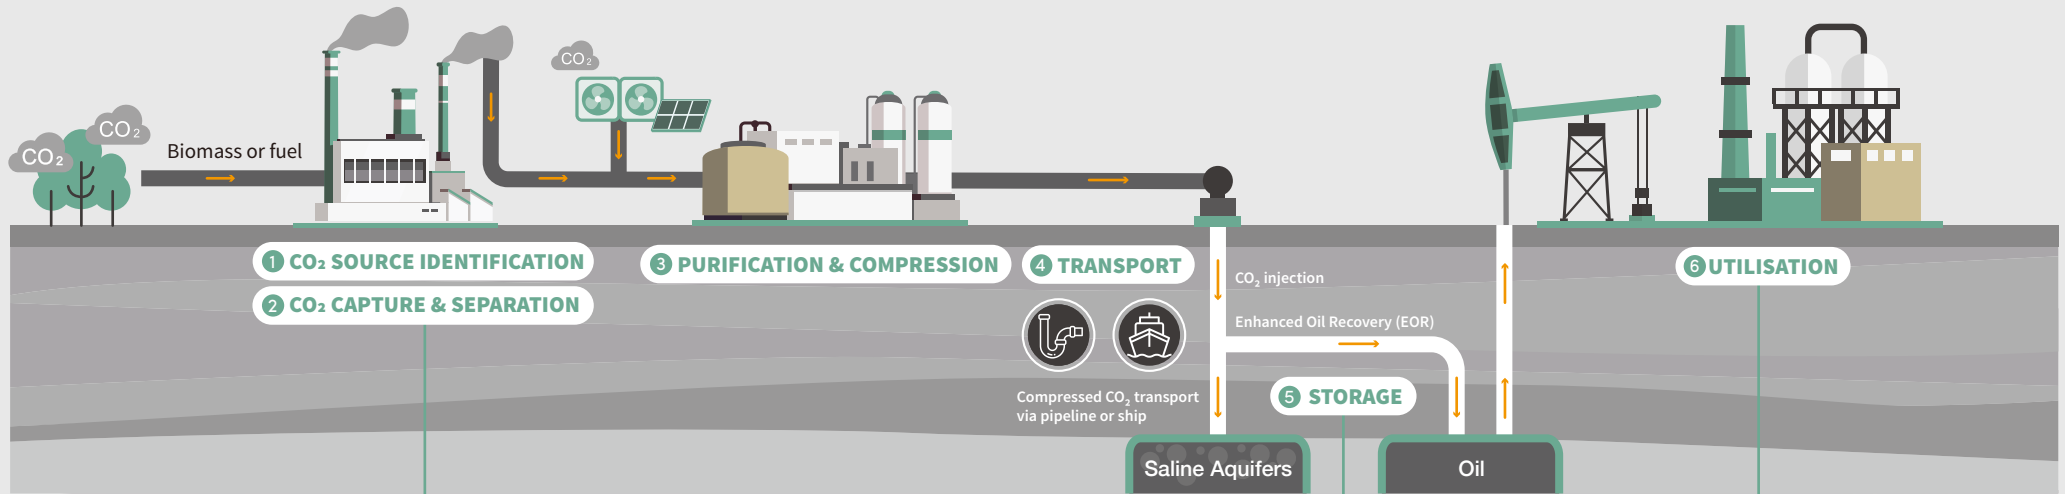 CO₂
CO₂
Biomass or fuel
CO₂
1 CO₂ SOURCE IDENTIFICATION
2 CO₂ CAPTURE & SEPARATION
3 PURIFICATION & COMPRESSION
4 TRANSPORT
Compressed CO₂ transport
via pipeline or ship
CO₂ injection
Enhanced Oil Recovery (EOR)
5 STORAGE
Saline Aquifers
Oil
6 UTILISATION